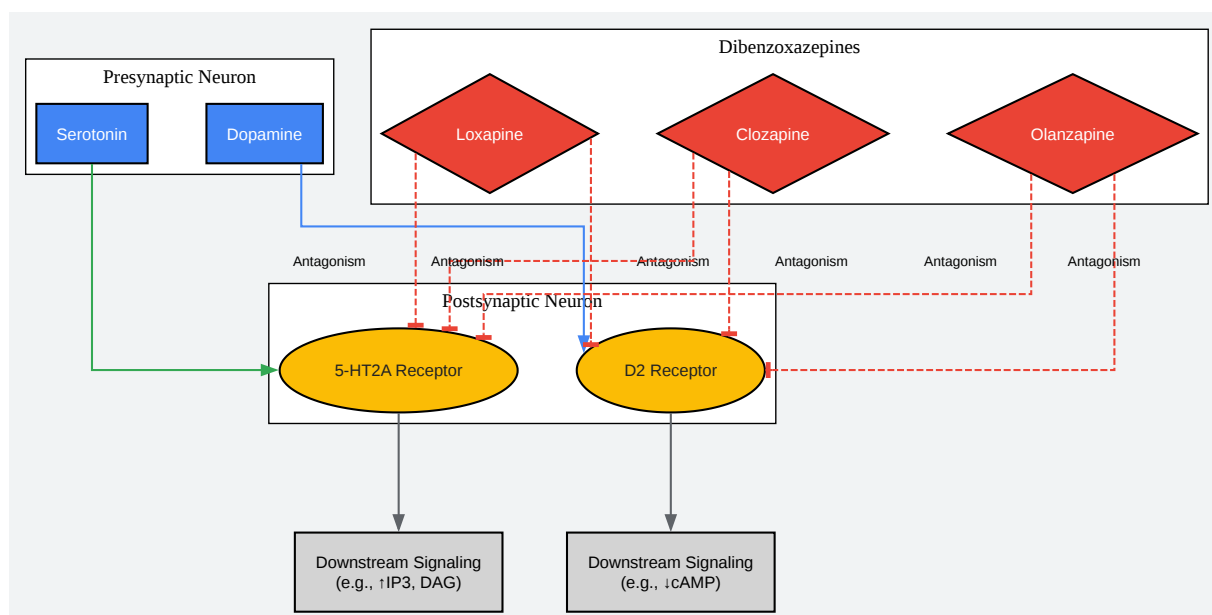 Dibenzoxazepines
Presynaptic Neuron
Serotonin
Dopamine
Loxapine
Clozapine
Olanzapine
Antagonism
Antagonism
Antagonism
Antagonism
Antagonism
Antagonism
Postsynaptic Neuron
5-HT2A Receptor
D2 Receptor
Downstream Signaling
(e.g., ↑IP3, DAG)
Downstream Signaling
(e.g., ↓cAMP)